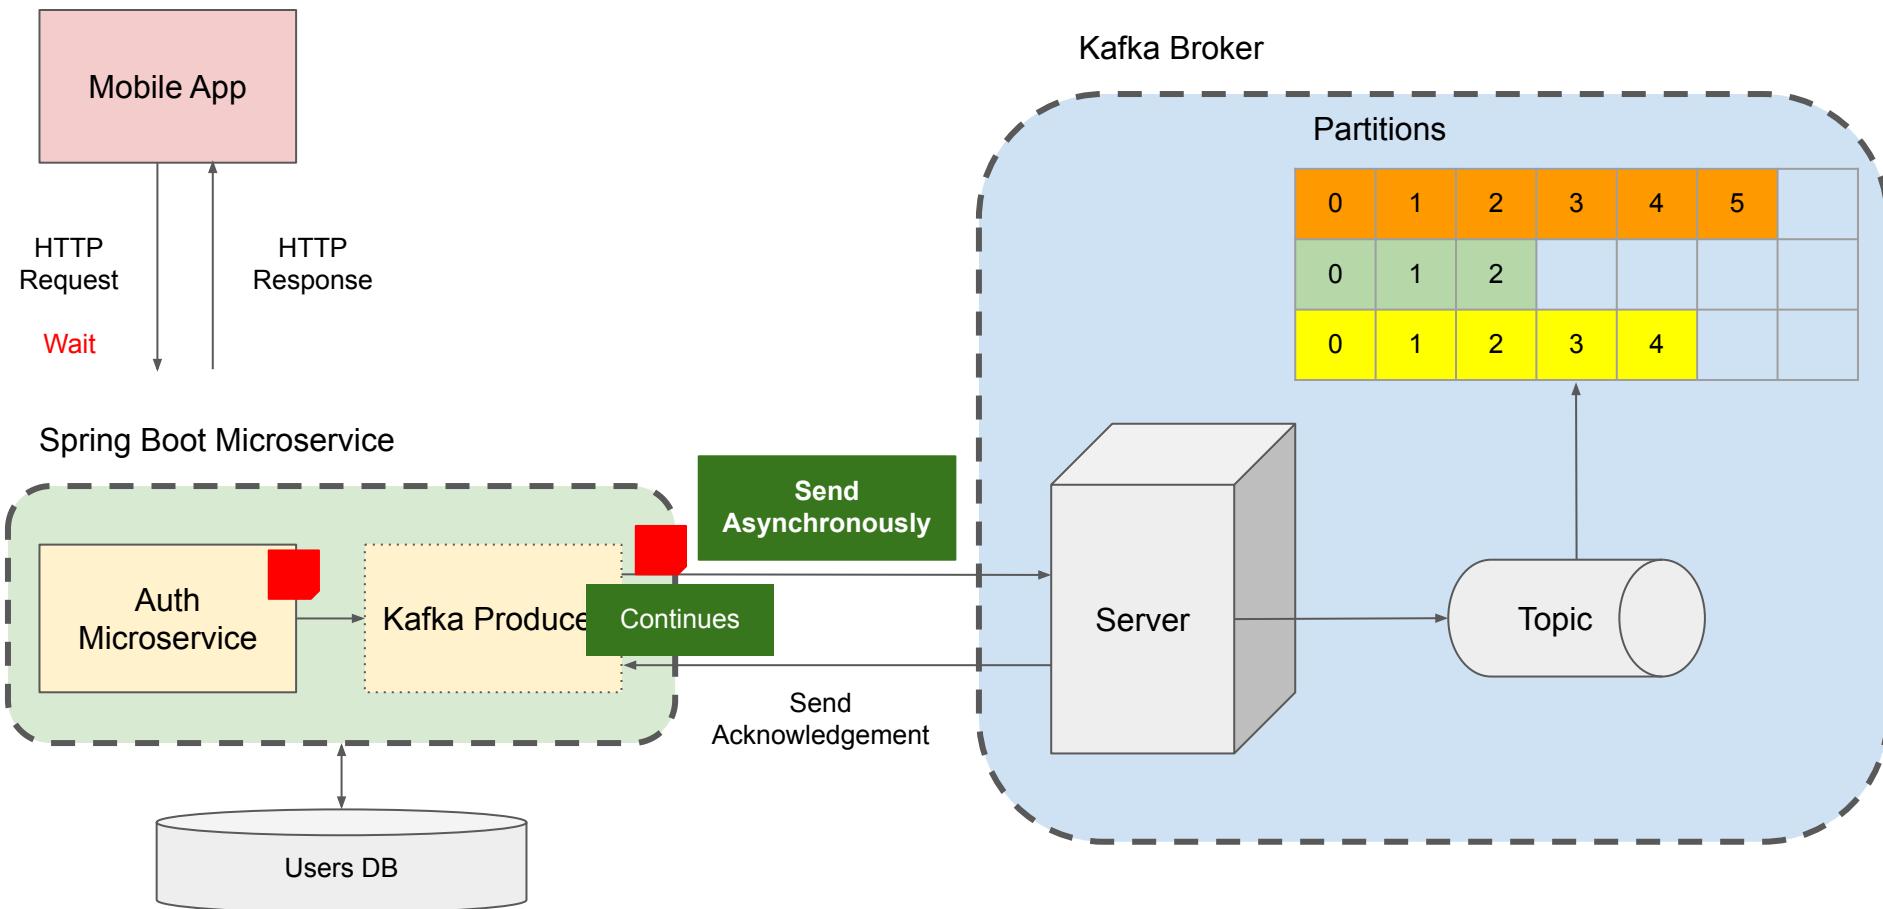 Mobile App
HTTP
Request
HTTP
Response
Wait
Kafka Broker
Partitions
0 1 2 3 4 5
0 1 2
0 1 2 3 4
Spring Boot Microservice
Send
Asynchronously
Auth
Microservice
Kafka Produce
Continues
Send
Acknowledgement
Server
Topic
Users DB